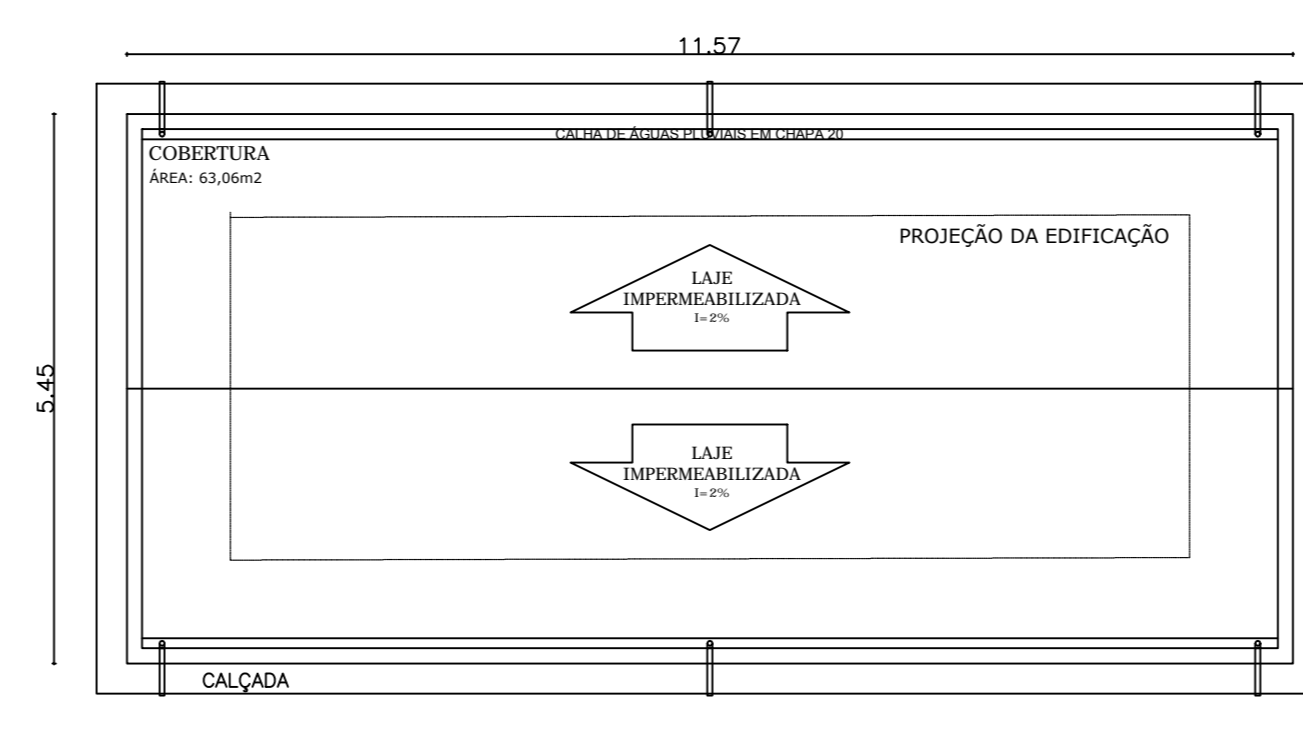 11.57
CALHA DE ÁGUAS PLUVIAIS EM CHAPA 20
COBERTURA
ÁREA: 63,06m2
PROJEÇÃO DA EDIFICAÇÃO
LAJE
IMPERMEABILIZADA
I=2%
5.45
LAJE
IMPERMEABILIZADA
I=2%
CALÇADA